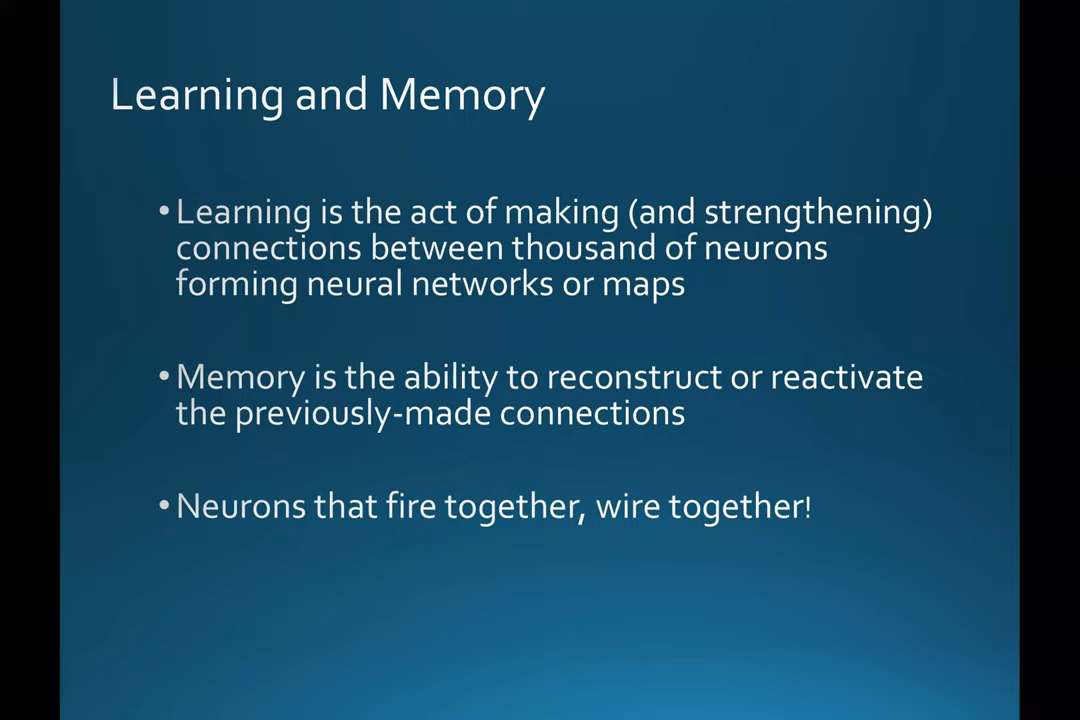 Learning and Memory
•Learning is the act of making (and strengthening)
connections between thousand of neurons
forming neural networks or maps
•Memory is the ability to reconstruct or reactivate
the previously-made connections
•Neurons that fire together, wire together!